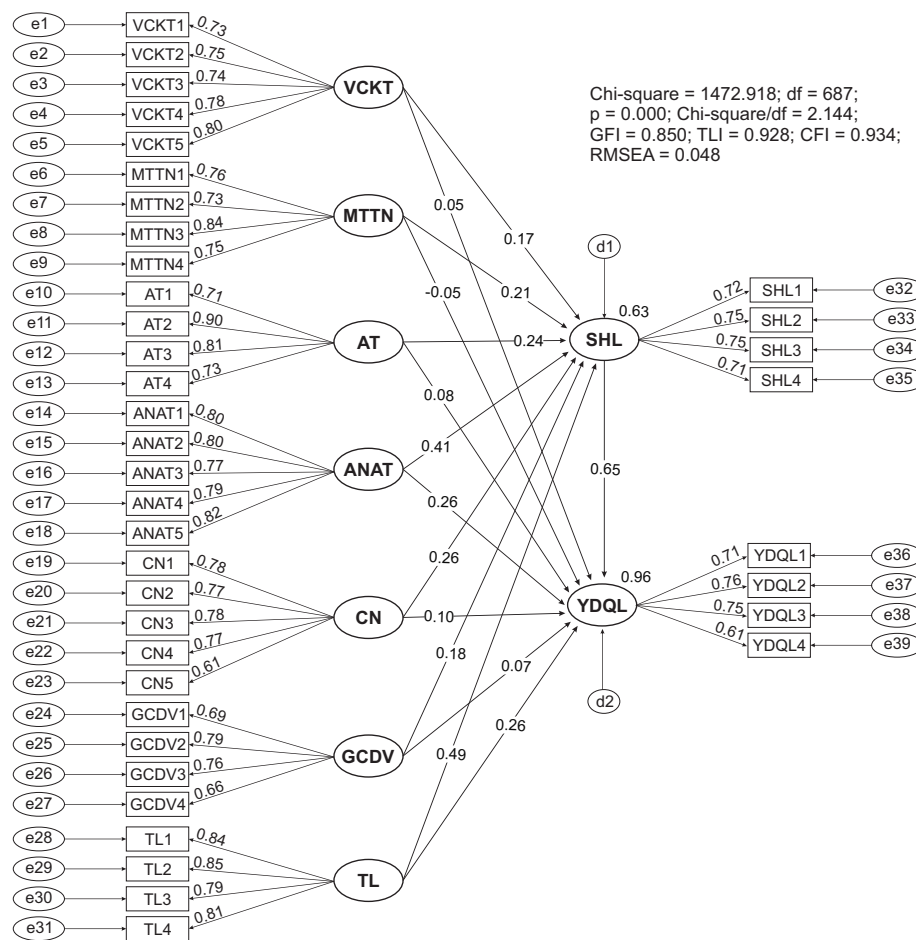 Chi-square = 1472.918; df = 687;
p = 0.000; Chi-square/df = 2.144;
GFI = 0.850; TLI = 0.928; CFI = 0.934;
RMSEA = 0.048
e1 VCKT1 0.73
e2 VCKT2 0.75
e3 VCKT3 0.74
e4 VCKT4 0.78
e5 VCKT5 0.80
VCKT
e6 MTTN1 0.76
e7 MTTN2 0.73
e8 MTTN3 0.84
e9 MTTN4 0.75
MTTN
e10 AT1 0.71
e11 AT2 0.90
e12 AT3 0.81
e13 AT4 0.73
AT
e14 ANAT1 0.80
e15 ANAT2 0.80
e16 ANAT3 0.77
e17 ANAT4 0.79
e18 ANAT5 0.82
ANAT
e19 CN1 0.78
e20 CN2 0.77
e21 CN3 0.78
e22 CN4 0.77
e23 CN5 0.61
CN
e24 GCDV1 0.69
e25 GCDV2 0.79
e26 GCDV3 0.76
e27 GCDV4 0.66
GCDV
e28 TL1 0.84
e29 TL2 0.85
e30 TL3 0.79
e31 TL4 0.81
TL
0.05
0.17
-0.05
0.21
0.24
0.08
0.41
0.26
0.26
0.10
0.18
0.07
0.49
0.26
d1
0.63
SHL
0.65
0.96
YDQL
d2
0.72 SHL1 e32
0.75 SHL2 e33
0.75 SHL3 e34
0.71 SHL4 e35
0.71 YDQL1 e36
0.76 YDQL2 e37
0.75 YDQL3 e38
0.61 YDQL4 e39